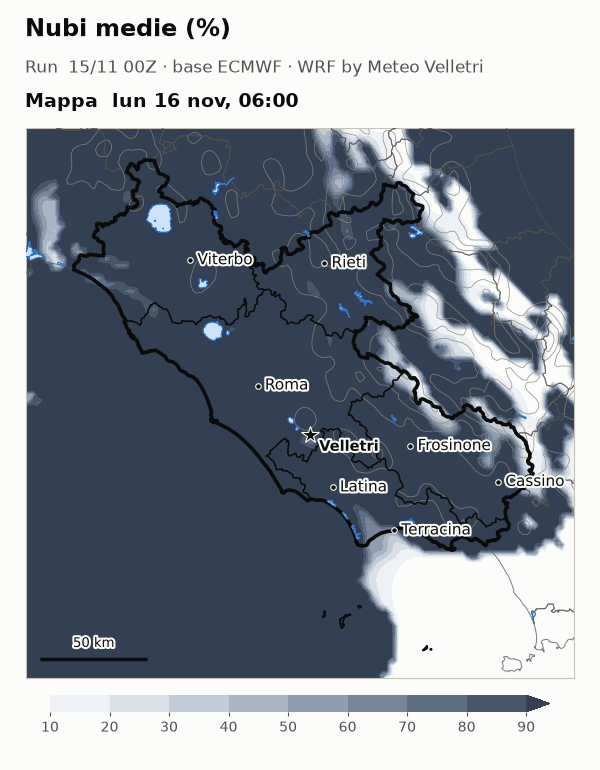 Nubi medie (%)
Run  15/11 00Z · base ECMWF · WRF by Meteo Velletri
Mappa  lun 16 nov, 06:00
Viterbo
Rieti
Roma
Velletri
Frosinone
Cassino
Latina
Terracina
50 km
10 20 30 40 50 60 70 80 90